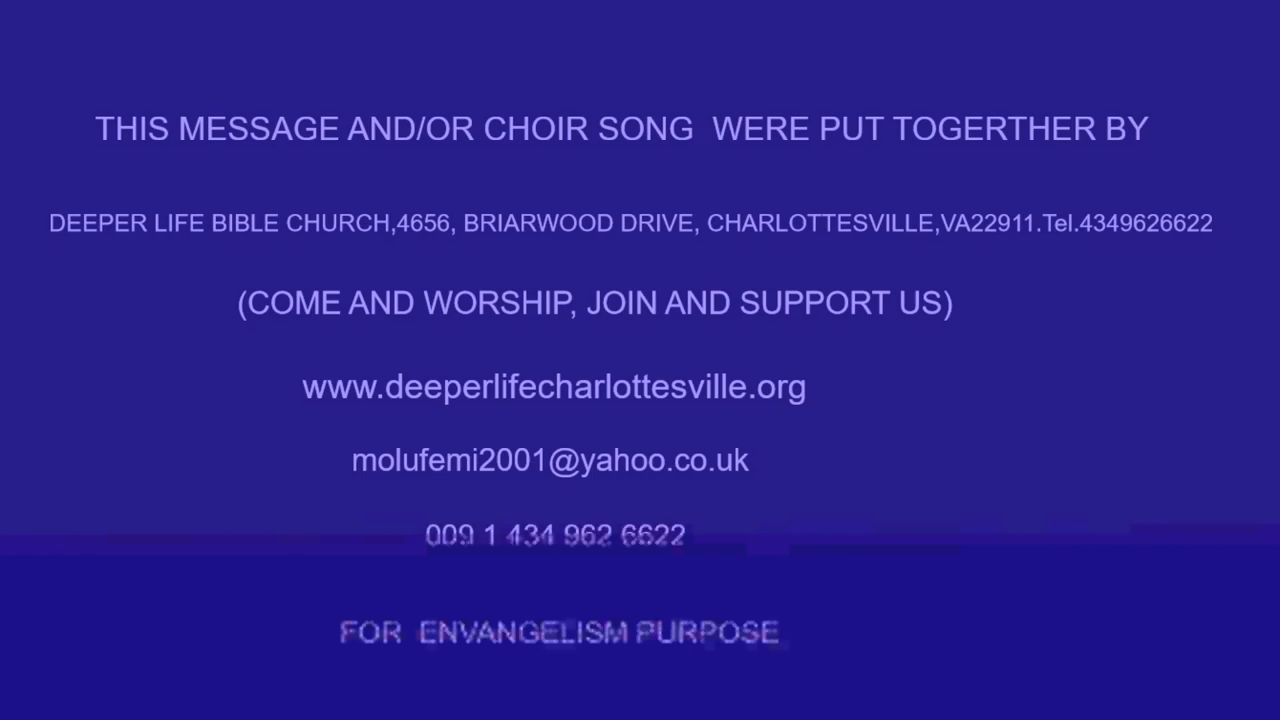 THIS MESSAGE AND/OR CHOIR SONG  WERE PUT TOGERTHER BY
DEEPER LIFE BIBLE CHURCH,4656, BRIARWOOD DRIVE, CHARLOTTESVILLE,VA22911.Tel.4349626622
(COME AND WORSHIP, JOIN AND SUPPORT US)
www.deeperlifecharlottesville.org
molufemi2001@yahoo.co.uk
009 1 434 962 6622
FOR  ENVANGELISM PURPOSE